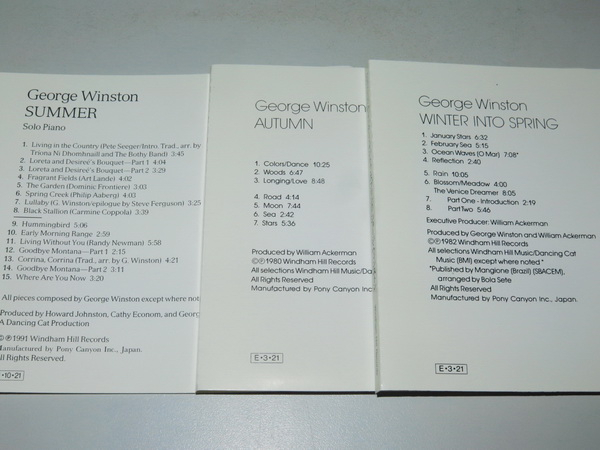 George Winston
SUMMER
Solo Piano
1. Living in the Country (Pete Seeger/Intro. Trad., arr. by
Triona Ni Dhomhnaill and The Bothy Band) 3:45
2. Loreta and Desireé's Bouquet—Part 1 4:04
3. Loreta and Desireé's Bouquet—Part 2 3:29
4. Fragrant Fields (Art Lande) 4:02
5. The Garden (Dominic Frontiere) 3:03
6. Spring Creek (Philip Aaberg) 4:03
7. Lullaby (G. Winston/epilogue by Steve Ferguson) 3:25
8. Black Stallion (Carmine Coppola) 3:39
9. Hummingbird 5:06
10. Early Morning Range 2:59
11. Living Without You (Randy Newman) 5:58
12. Goodbye Montana—Part 1 2:15
13. Corrina, Corrina (Trad., arr. by G. Winston) 4:21
14. Goodbye Montana—Part 2 3:11
15. Where Are You Now 3:20
All pieces composed by George Winston except where not
Produced by Howard Johnston, Cathy Econom, and Georg
A Dancing Cat Production
©℗1991 Windham Hill Records
Manufactured by Pony Canyon Inc., Japan.
All Rights Reserved.
•10•21
George Winston
AUTUMN
1. Colors/Dance 10:25
2. Woods 6:47
3. Longing/Love 8:48
4. Road 4:14
5. Moon 7:44
6. Sea 2:42
7. Stars 5:36
Produced by William Ackerman
©℗1980 Windham Hill Records
All selections Windham Hill Music/Da
Manufactured by Pony Canyon Inc
E•3•21
George Winston
WINTER INTO SPRING
1. January Stars 6:32
2. February Sea 5:15
3. Ocean Waves (O Mar) 7:08*
4. Reflection 2:40
5. Rain 10:05
6. Blossom/Meadow 4:00
The Venice Dreamer 8:05
7. Part One - Introduction 2:19
8. Part Two 5:46
Executive Producer: William Ackerman
Produced by George Winston and William Ackerman
©℗1982 Windham Hill Records
All selections Windham Hill Music/Dancing Cat
Music (BMI) except where noted*
*Published by Mangione (Brazil) (SBACEM),
arranged by Bola Sete
All Rights Reserved
Manufactured by Pony Canyon Inc., Japan.
E•3•21